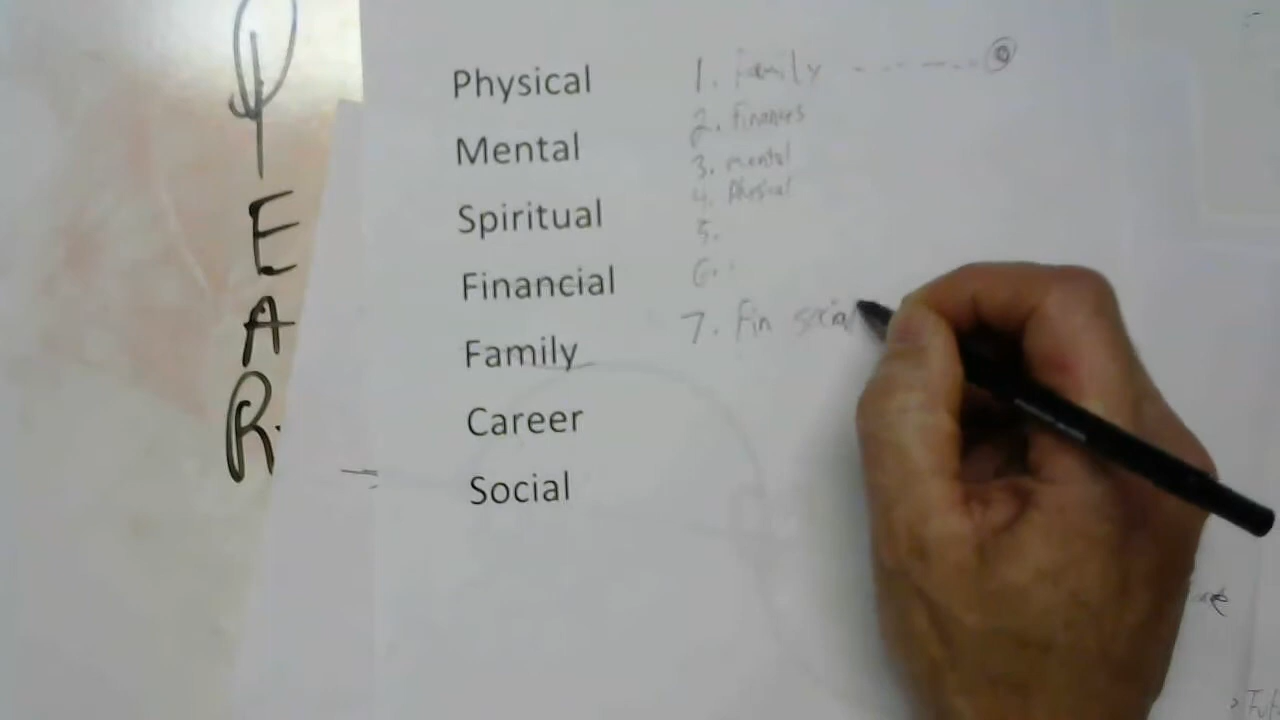 Physical
Mental
Spiritual
Financial
Family
Career
Social
1. Family
2. Finances
3. mental
4. Physical
5.
6.
7. Fin social
E
A
R